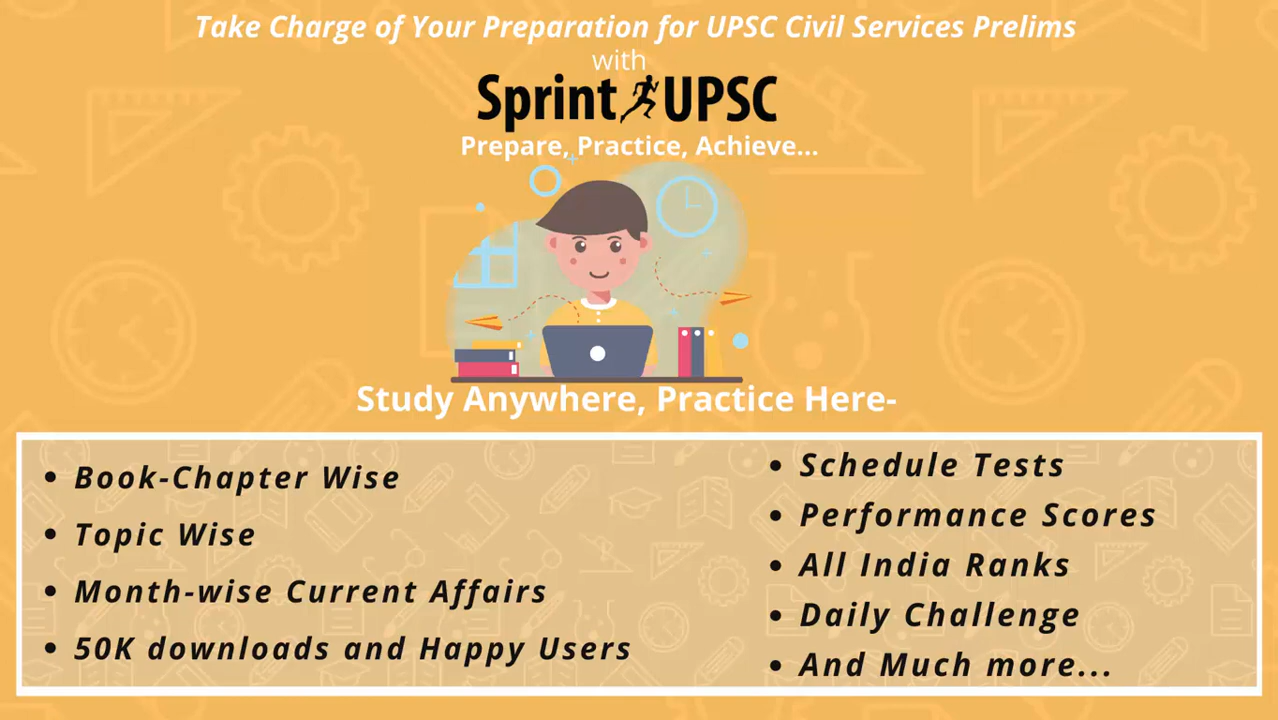 Take Charge of Your Preparation for UPSC Civil Services Prelims
with
Sprint UPSC
Prepare, Practice, Achieve...
Study Anywhere, Practice Here-
• Book-Chapter Wise
• Topic Wise
• Month-wise Current Affairs
• 50K downloads and Happy Users
• Schedule Tests
• Performance Scores
• All India Ranks
• Daily Challenge
• And Much more...